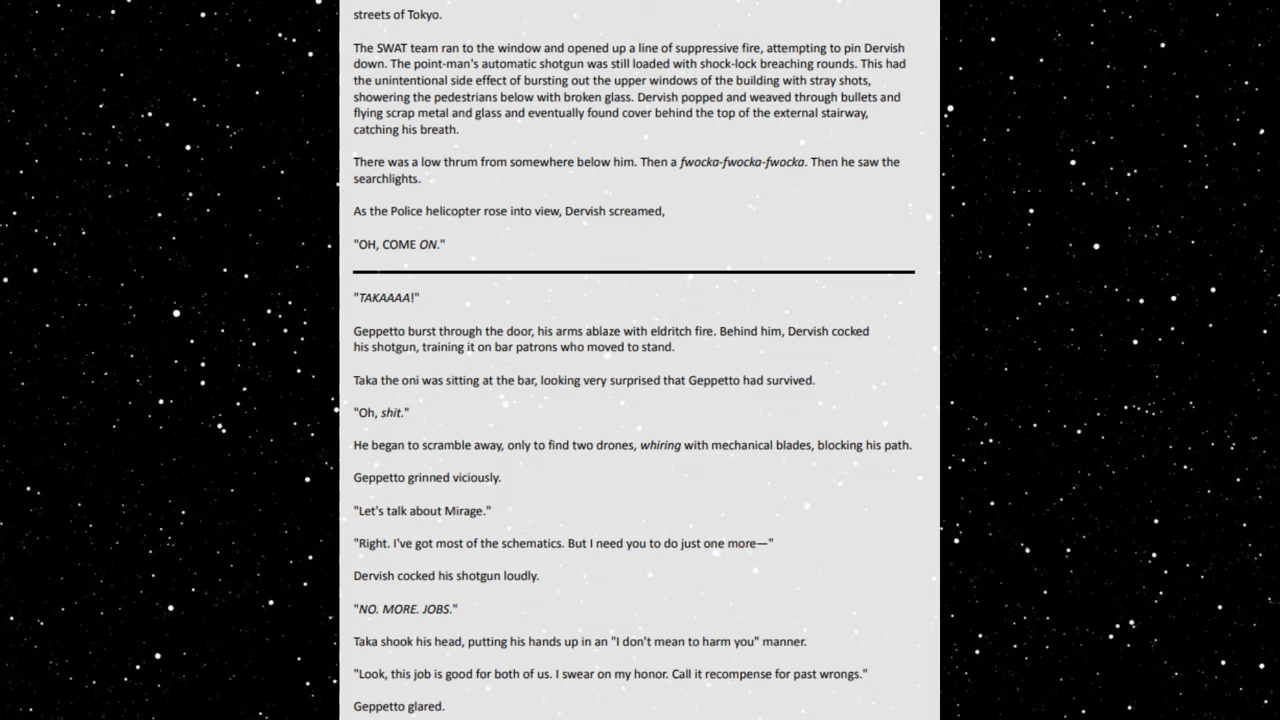 streets of Tokyo.
The SWAT team ran to the window and opened up a line of suppressive fire, attempting to pin Dervish
down. The point-man's automatic shotgun was still loaded with shock-lock breaching rounds. This had
the unintentional side effect of bursting out the upper windows of the building with stray shots,
showering the pedestrians below with broken glass. Dervish popped and weaved through bullets and
flying scrap metal and glass and eventually found cover behind the top of the external stairway,
catching his breath.
There was a low thrum from somewhere below him. Then a fwocka-fwocka-fwocka. Then he saw the
searchlights.
As the Police helicopter rose into view, Dervish screamed,
"OH, COME ON."
"TAKAAAA!"
Geppetto burst through the door, his arms ablaze with eldritch fire. Behind him, Dervish cocked
his shotgun, training it on bar patrons who moved to stand.
Taka the oni was sitting at the bar, looking very surprised that Geppetto had survived.
"Oh, shit."
He began to scramble away, only to find two drones, whiring with mechanical blades, blocking his path.
Geppetto grinned viciously.
"Let's talk about Mirage."
"Right. I've got most of the schematics. But I need you to do just one more—"
Dervish cocked his shotgun loudly.
"NO. MORE. JOBS."
Taka shook his head, putting his hands up in an "I don't mean to harm you" manner.
"Look, this job is good for both of us. I swear on my honor. Call it recompense for past wrongs."
Geppetto glared.